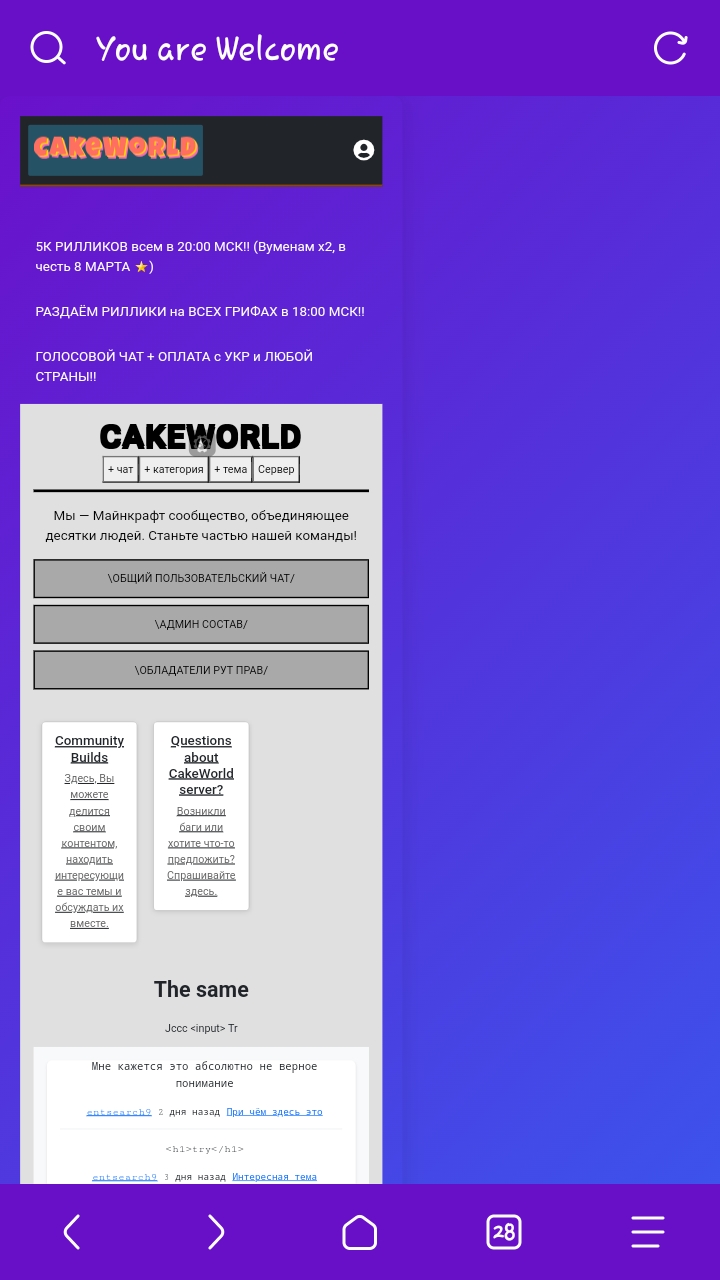 You are Welcome
CAKEWORLD
5К РИЛЛИКОВ всем в 20:00 МСК!! (Вуменам x2, в
честь 8 МАРТА ⭐)
РАЗДАЁМ РИЛЛИКИ на ВСЕХ ГРИФАХ в 18:00 МСК!!
ГОЛОСОВОЙ ЧАТ + ОПЛАТА с УКР и ЛЮБОЙ
СТРАНЫ!!
CAKEWORLD
+ чат + категория + тема Сервер
Мы — Майнкрафт сообщество, объединяющее
десятки людей. Станьте частью нашей команды!
\ОБЩИЙ ПОЛЬЗОВАТЕЛЬСКИЙ ЧАТ/
\АДМИН СОСТАВ/
\ОБЛАДАТЕЛИ РУТ ПРАВ/
Community
Builds
Здесь, Вы
можете
делится
своим
контентом,
находить
интересующи
е вас темы и
обсуждать их
вместе.
Questions
about
CakeWorld
server?
Возникли
баги или
хотите что-то
предложить?
Спрашивайте
здесь.
The same
Jccc <input> Tr
Мне кажется это абсолютно не верное
понимание
entsearch9 2 дня назад При чём здесь это
<h1>try</h1>
entsearch9 3 дня назад Интересная тема
28